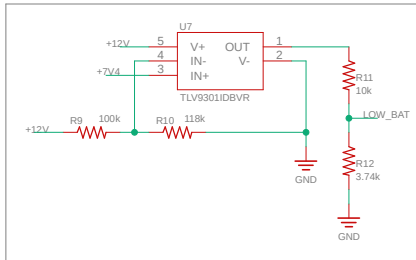 U7
+12V
5 V+ OUT 1
4 IN- V- 2
+7V4
3 IN+
TLV9301IDBVR
R11
10k
LOW_BAT
+12V
R9 100k
R10 118k
R12
3.74k
GND
GND